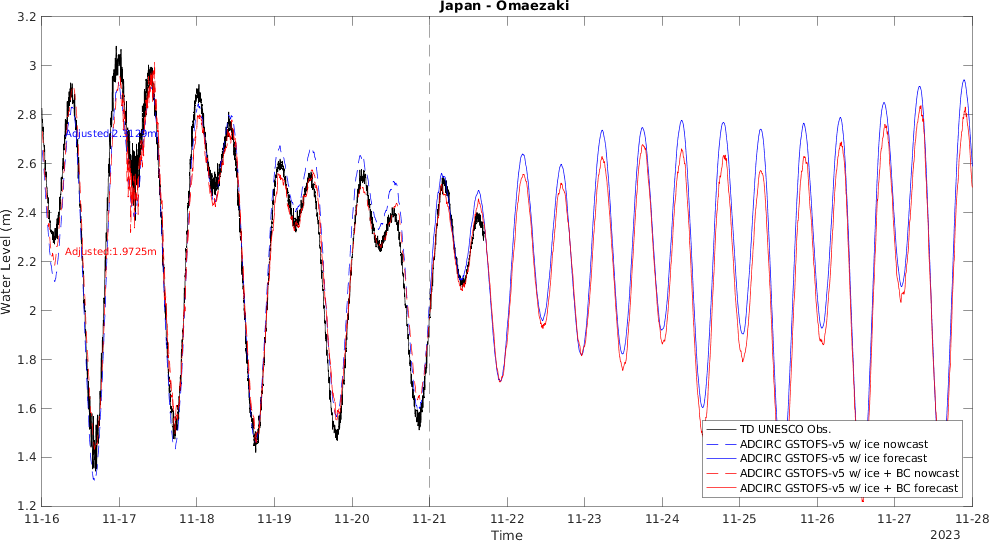 Japan - Omaezaki
3.2
3
2.8
2.6
2.4
2.2
2
1.8
1.6
1.4
1.2
Water Level (m)
Adjusted:2.3129m
Adjusted:1.9725m
TD UNESCO Obs.
ADCIRC GSTOFS-v5 w/ ice nowcast
ADCIRC GSTOFS-v5 w/ ice forecast
ADCIRC GSTOFS-v5 w/ ice + BC nowcast
ADCIRC GSTOFS-v5 w/ ice + BC forecast
11-16 11-17 11-18 11-19 11-20 11-21 11-22 11-23 11-24 11-25 11-26 11-27 11-28
Time
2023